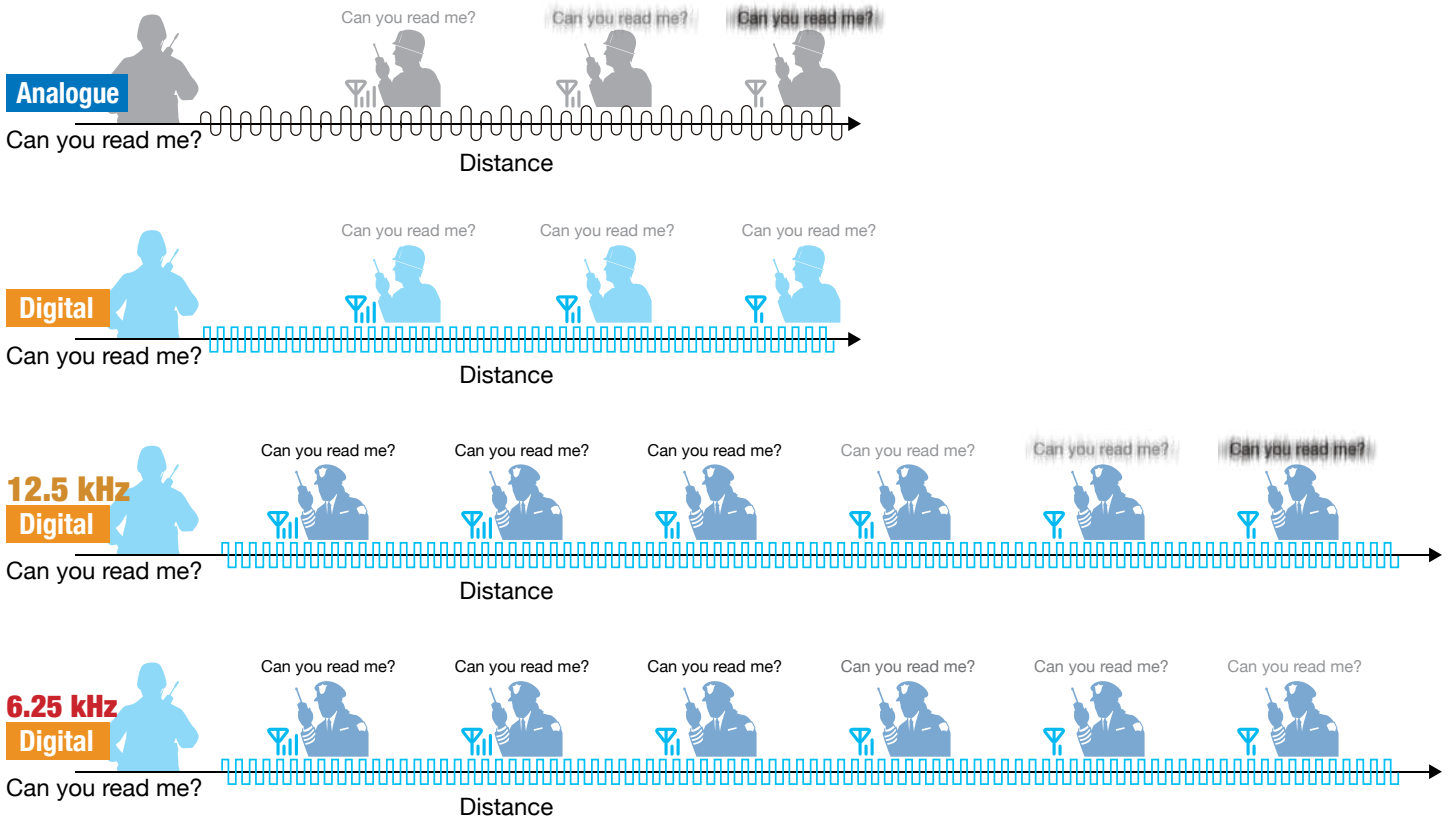 Can you read me? Can you read me? Can you read me?
Analogue
Can you read me?
Distance
Can you read me? Can you read me? Can you read me?
Digital
Can you read me?
Distance
Can you read me? Can you read me? Can you read me? Can you read me? Can you read me? Can you read me?
12.5 kHz
Digital
Can you read me?
Distance
Can you read me? Can you read me? Can you read me? Can you read me? Can you read me? Can you read me?
6.25 kHz
Digital
Can you read me?
Distance